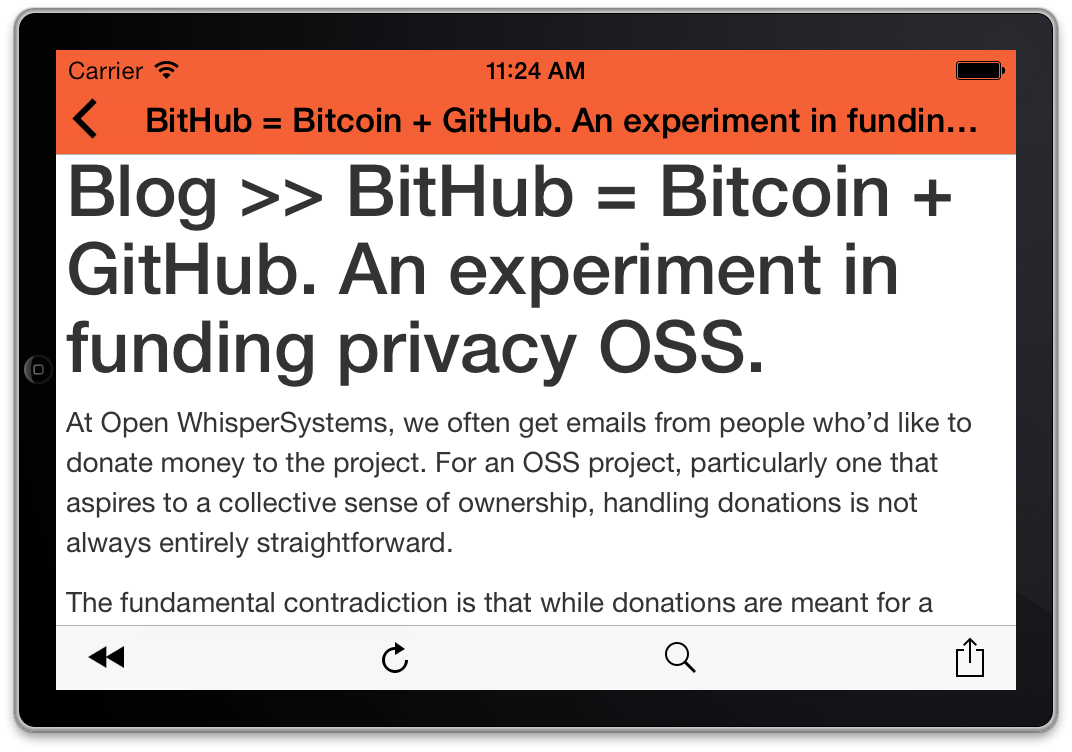 Carrier 11:24 AM
BitHub = Bitcoin + GitHub. An experiment in fundin...
Blog >> BitHub = Bitcoin +
GitHub. An experiment in
funding privacy OSS.
At Open WhisperSystems, we often get emails from people who’d like to
donate money to the project. For an OSS project, particularly one that
aspires to a collective sense of ownership, handling donations is not
always entirely straightforward.
The fundamental contradiction is that while donations are meant for a